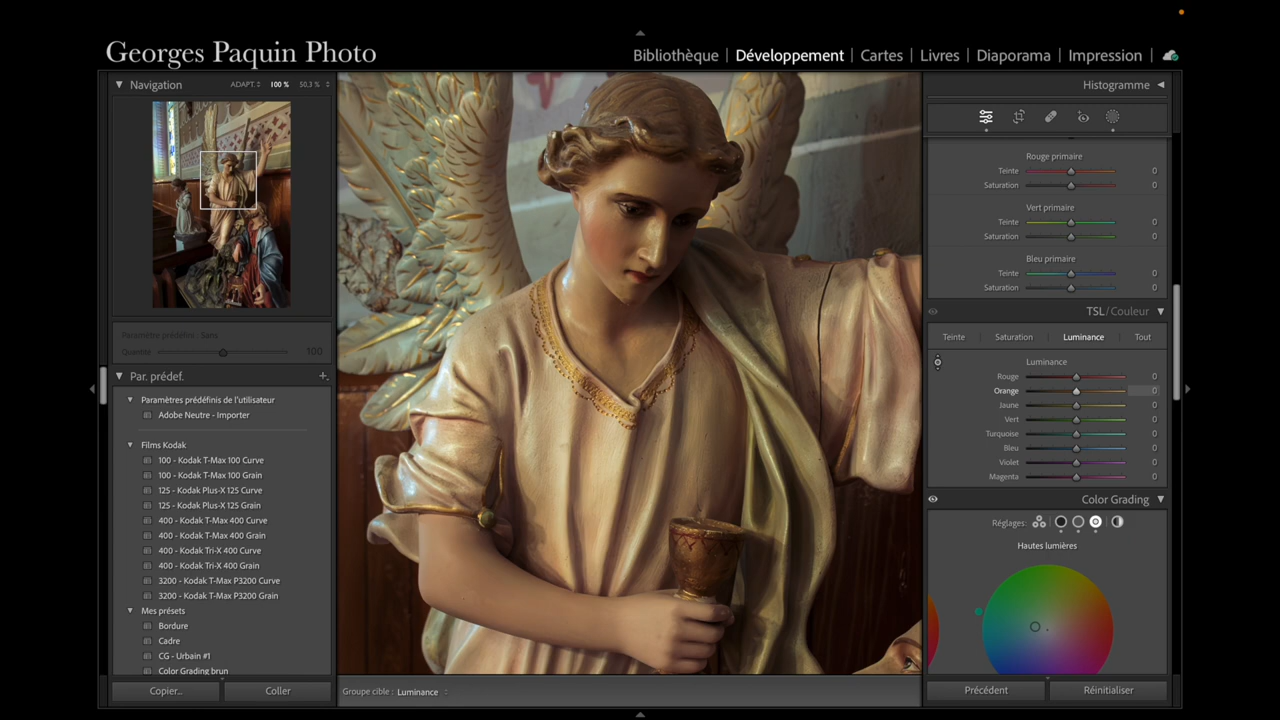 Georges Paquin Photo
Bibliothèque | Développement | Cartes | Livres | Diaporama | Impression |
Navigation ADAPT. 100 % 50,3 %
Paramètre prédéfini : Sans
Quantité 100
Par. prédéf. +
Paramètres prédéfinis de l'utilisateur
Adobe Neutre - Importer
Films Kodak
100 - Kodak T-Max 100 Curve
100 - Kodak T-Max 100 Grain
125 - Kodak Plus-X 125 Curve
125 - Kodak Plus-X 125 Grain
400 - Kodak T-Max 400 Curve
400 - Kodak T-Max 400 Grain
400 - Kodak Tri-X 400 Curve
400 - Kodak Tri-X 400 Grain
3200 - Kodak T-Max P3200 Curve
3200 - Kodak T-Max P3200 Grain
Mes présets
Bordure
Cadre
CG - Urbain #1
Color Grading brun
Copier... Coller
Groupe cible : Luminance
Histogramme
Rouge primaire
Teinte 0
Saturation 0
Vert primaire
Teinte 0
Saturation 0
Bleu primaire
Teinte 0
Saturation 0
TSL / Couleur
Teinte Saturation Luminance Tout
Luminance
Rouge 0
Orange 0
Jaune 0
Vert 0
Turquoise 0
Bleu 0
Violet 0
Magenta 0
Color Grading
Réglages :
Hautes lumières
Précédent Réinitialiser